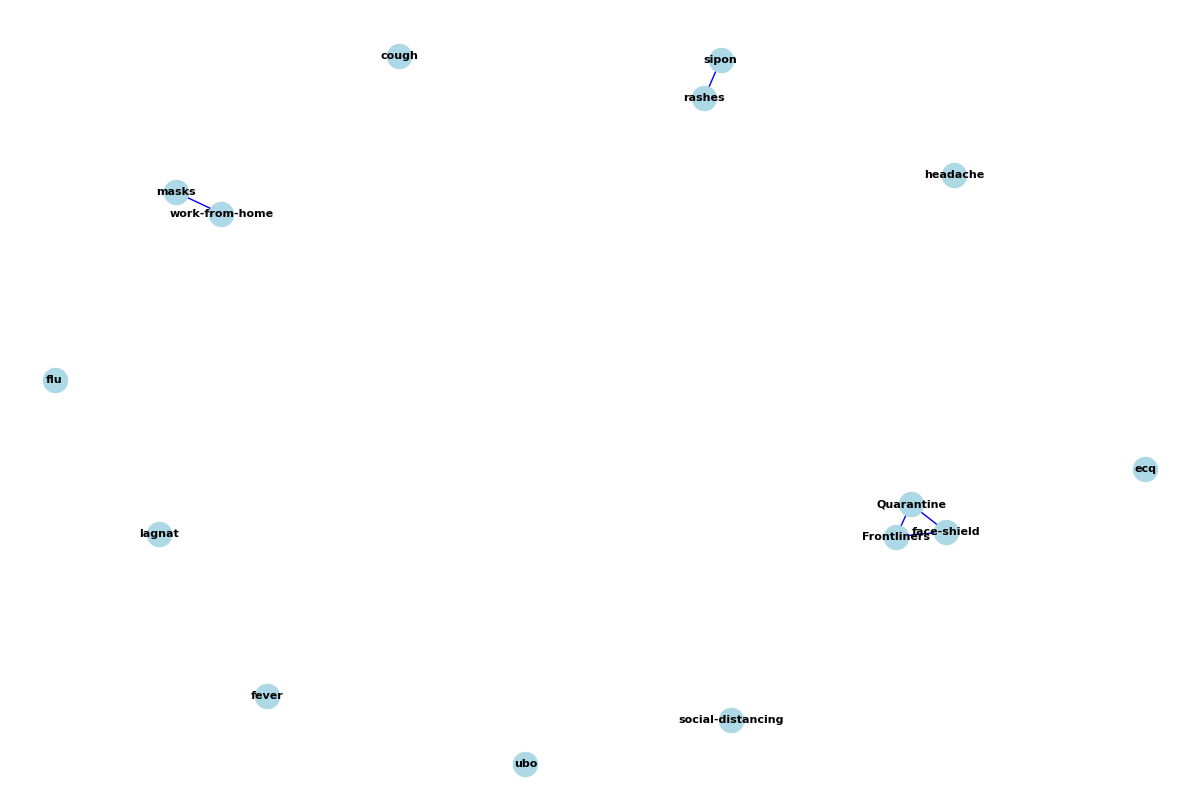 cough
sipon
rashes
headache
masks
work-from-home
flu
ecq
Quarantine
face-shield
Frontliners
lagnat
fever
social-distancing
ubo